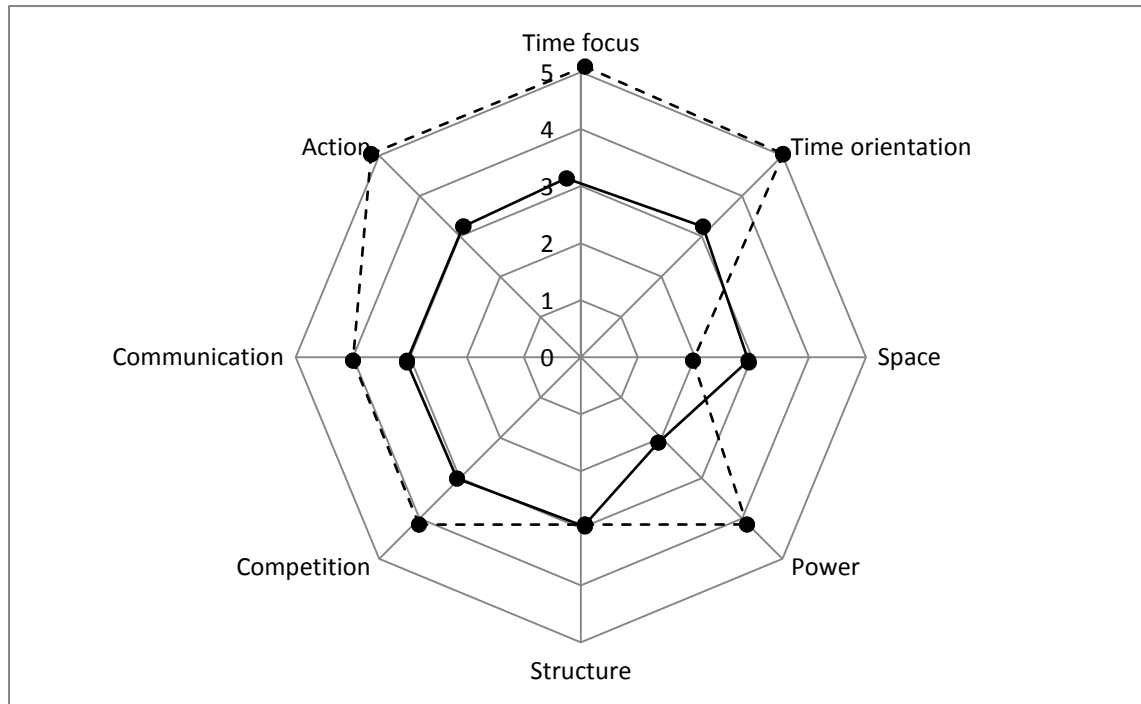 Time focus
5
Action
Time orientation
4
3
2
1
Communication
0
Space
Competition
Power
Structure